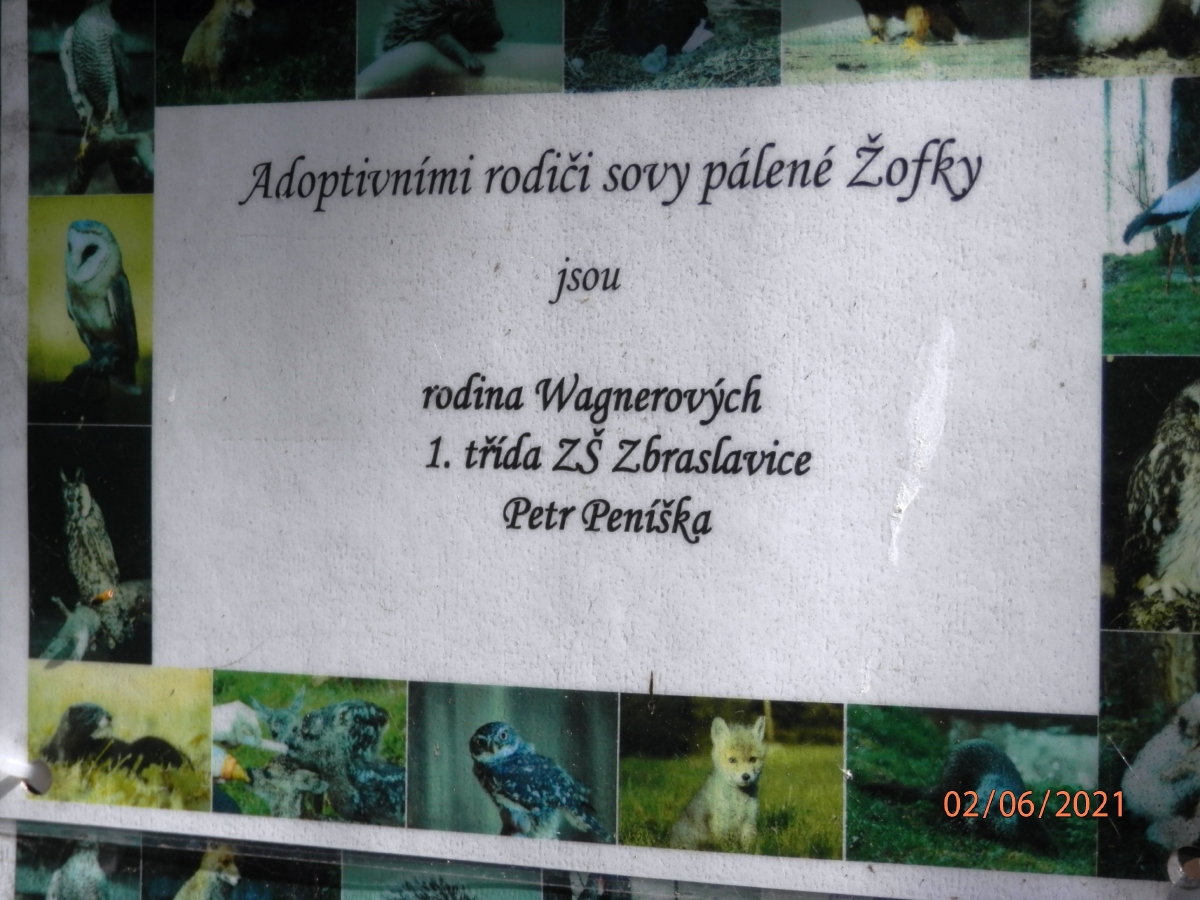 Adoptivními rodiči sovy pálené Žofky
jsou
rodina Wagnerových
1. třída ZŠ Zbraslavice
Petr Peníška
02/06/2021